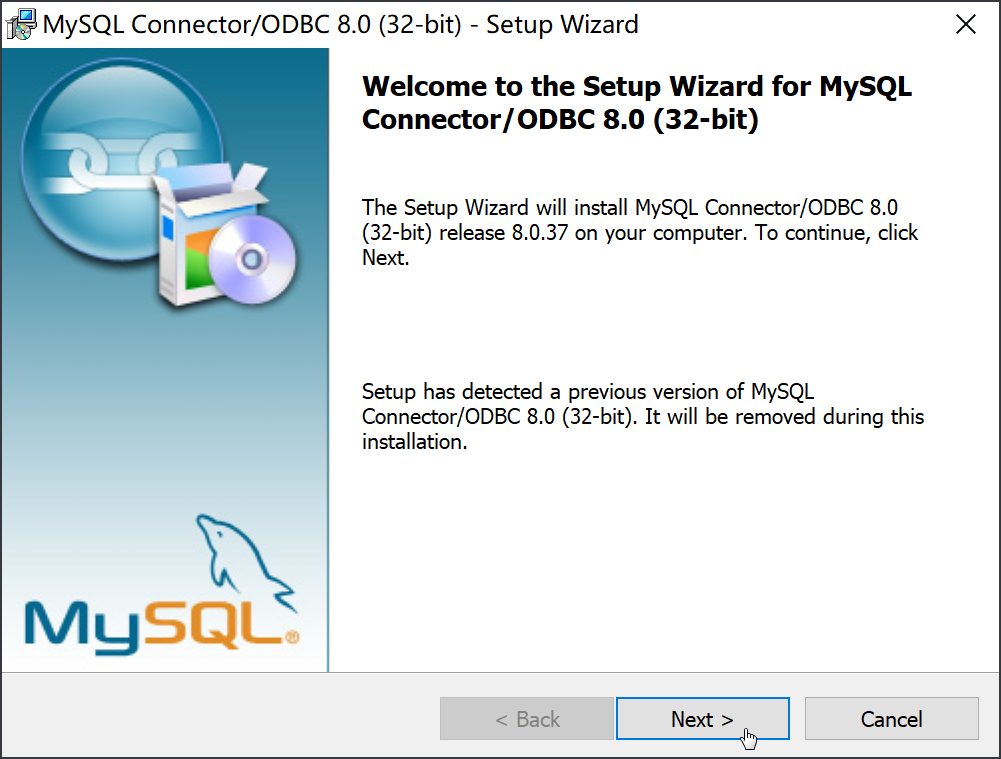 MySQL Connector/ODBC 8.0 (32-bit) - Setup Wizard
Welcome to the Setup Wizard for MySQL
Connector/ODBC 8.0 (32-bit)
The Setup Wizard will install MySQL Connector/ODBC 8.0
(32-bit) release 8.0.37 on your computer. To continue, click
Next.
Setup has detected a previous version of MySQL
Connector/ODBC 8.0 (32-bit). It will be removed during this
installation.
MySQL®
< Back
Next >
Cancel